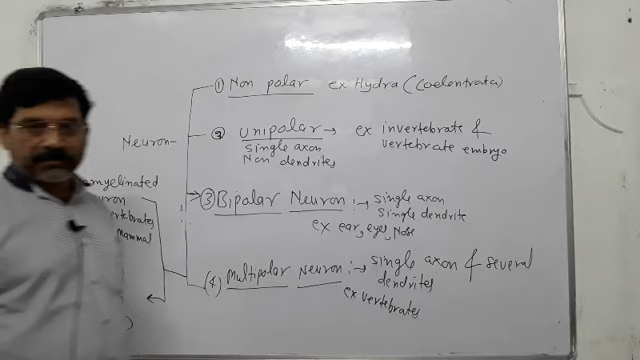 ① Non polar ex Hydra (Coelentrata)
Neuron-
② Unipolar → ex invertebrate &
vertebrate embryo
single axon
Non dendrites
③ Bipolar Neuron :→ single axon
single dendrite
ex ear, eyes, Nose
myelinated
Mammal
(4) Multipolar Neuron :→ single axon & several
dendrites
ex vertebrates